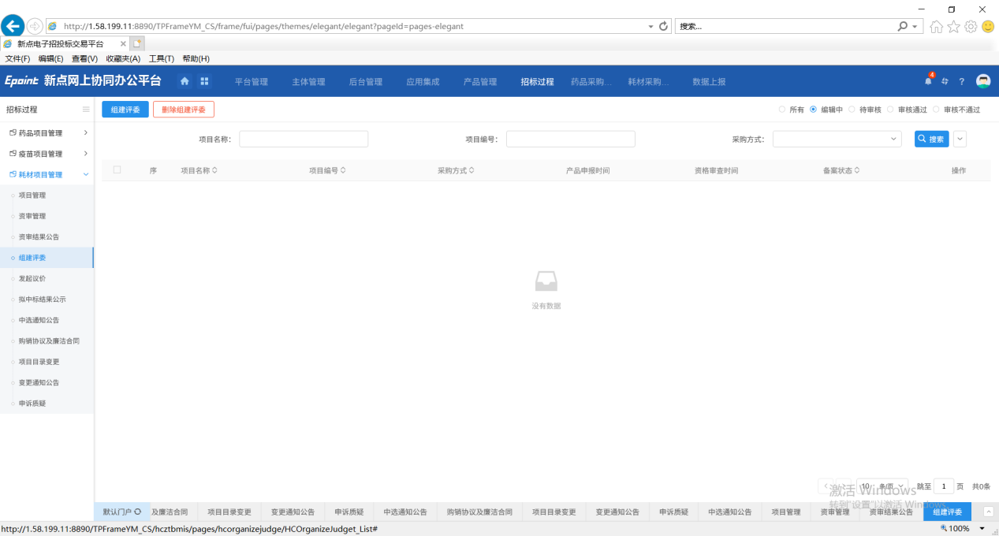 http://1.58.199.11:8890/TPFrameYM_CS/frame/fui/pages/themes/elegant/elegant?pageId=pages-elegant
搜索...
新点电子招投标交易平台
文件(F) 编辑(E) 查看(V) 收藏夹(A) 工具(T) 帮助(H)
Epoint 新点网上协同办公平台 平台管理 主体管理 后台管理 应用集成 产品管理 招标过程 药品采购... 耗材采购... 数据上报 4 ?
招标过程 组建评委 删除组建评委 所有 编辑中 待审核 审核通过 审核不通过
药品项目管理
疫苗项目管理
耗材项目管理
项目管理
资审管理
资审结果公告
组建评委
发起议价
拟中标结果公示
中选通知公告
购销协议及廉洁合同
项目目录变更
变更通知公告
申诉质疑
项目名称: 项目编号: 采购方式: 搜索
序 项目名称 项目编号 采购方式 产品申报时间 资格审查时间 备案状态 操作
没有数据
10 条/页 跳至 1 页 共0条
激活 Windows
转到"设置"以激活 Windows。
默认门户 及廉洁合同 项目目录变更 变更通知公告 申诉质疑 中选通知公告 购销协议及廉洁合同 项目目录变更 变更通知公告 申诉质疑 中选通知公告 项目管理 资审管理 资审结果公告 组建评委
http://1.58.199.11:8890/TPFrameYM_CS/hcztbmis/pages/hcorganizejudge/HCOrganizeJudget_List#
100%